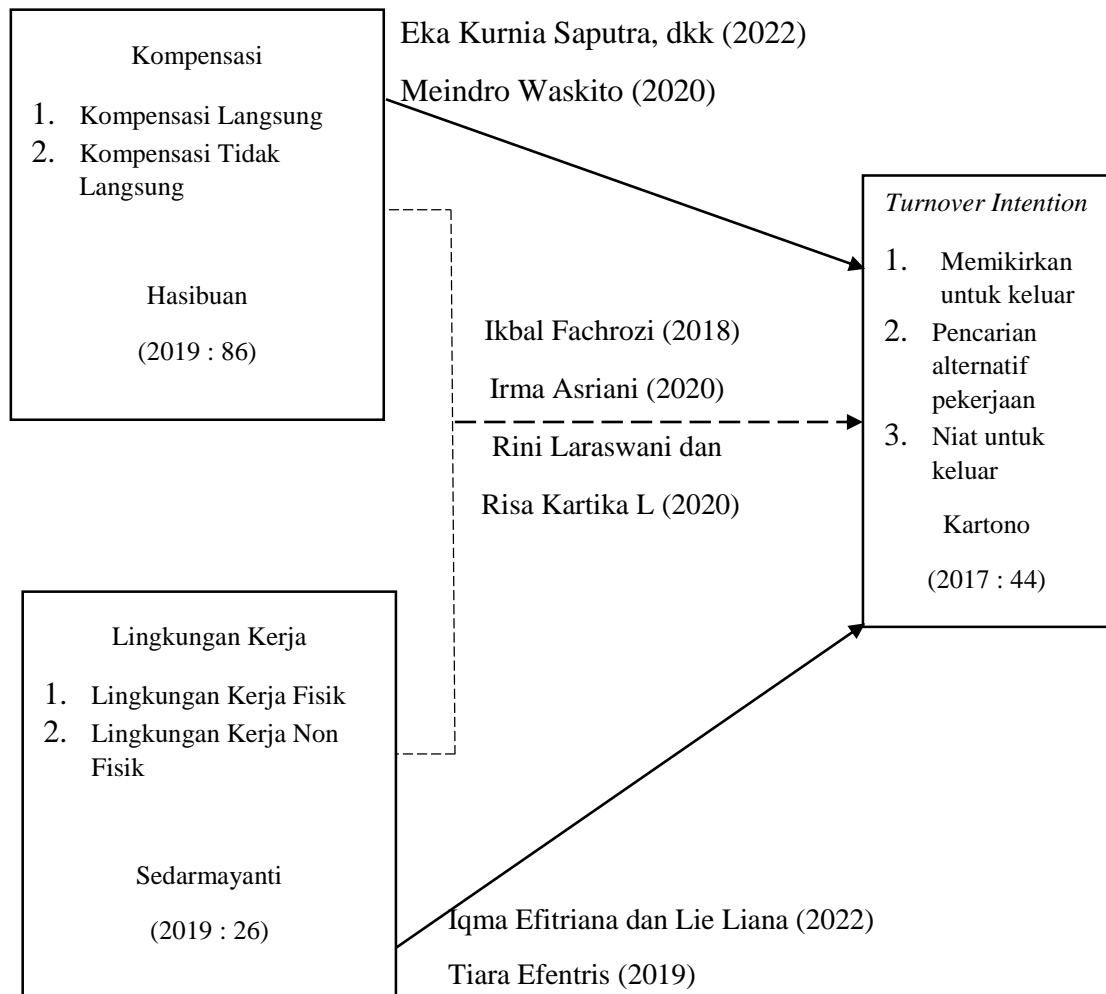 Kompensasi
1. Kompensasi Langsung
2. Kompensasi Tidak
Langsung
Hasibuan
(2019 : 86)
Eka Kurnia Saputra, dkk (2022)
Meindro Waskito (2020)
Ikbal Fachrozi (2018)
Irma Asriani (2020)
Rini Laraswani dan
Risa Kartika L (2020)
Turnover Intention
1. Memikirkan
untuk keluar
2. Pencarian
alternatif
pekerjaan
3. Niat untuk
keluar
Kartono
(2017 : 44)
Lingkungan Kerja
1. Lingkungan Kerja Fisik
2. Lingkungan Kerja Non
Fisik
Sedarmayanti
(2019 : 26)
Iqma Efitriana dan Lie Liana (2022)
Tiara Efentris (2019)